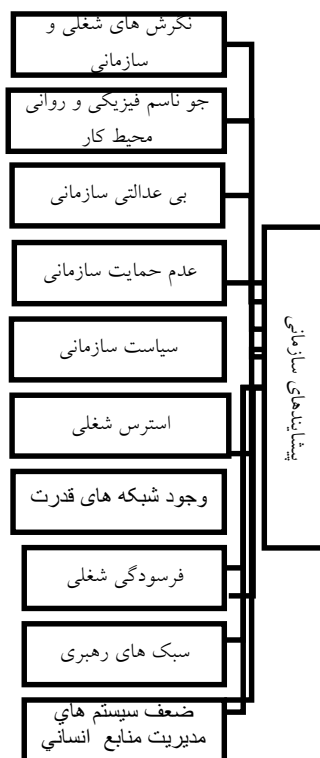 نگرش های شغلی و
سازمانی
جو ناسم فیزیکی و روانی
محیط کار
بی عدالتی سازمانی
عدم حمایت سازمانی
سیاست سازمانی
استرس شغلی
وجود شبکه های قدرت
فرسودگی شغلی
سبک های رهبری
ضعف سیستم هاي
مدیریت منابع انساني
پیشایندهای سازمانی